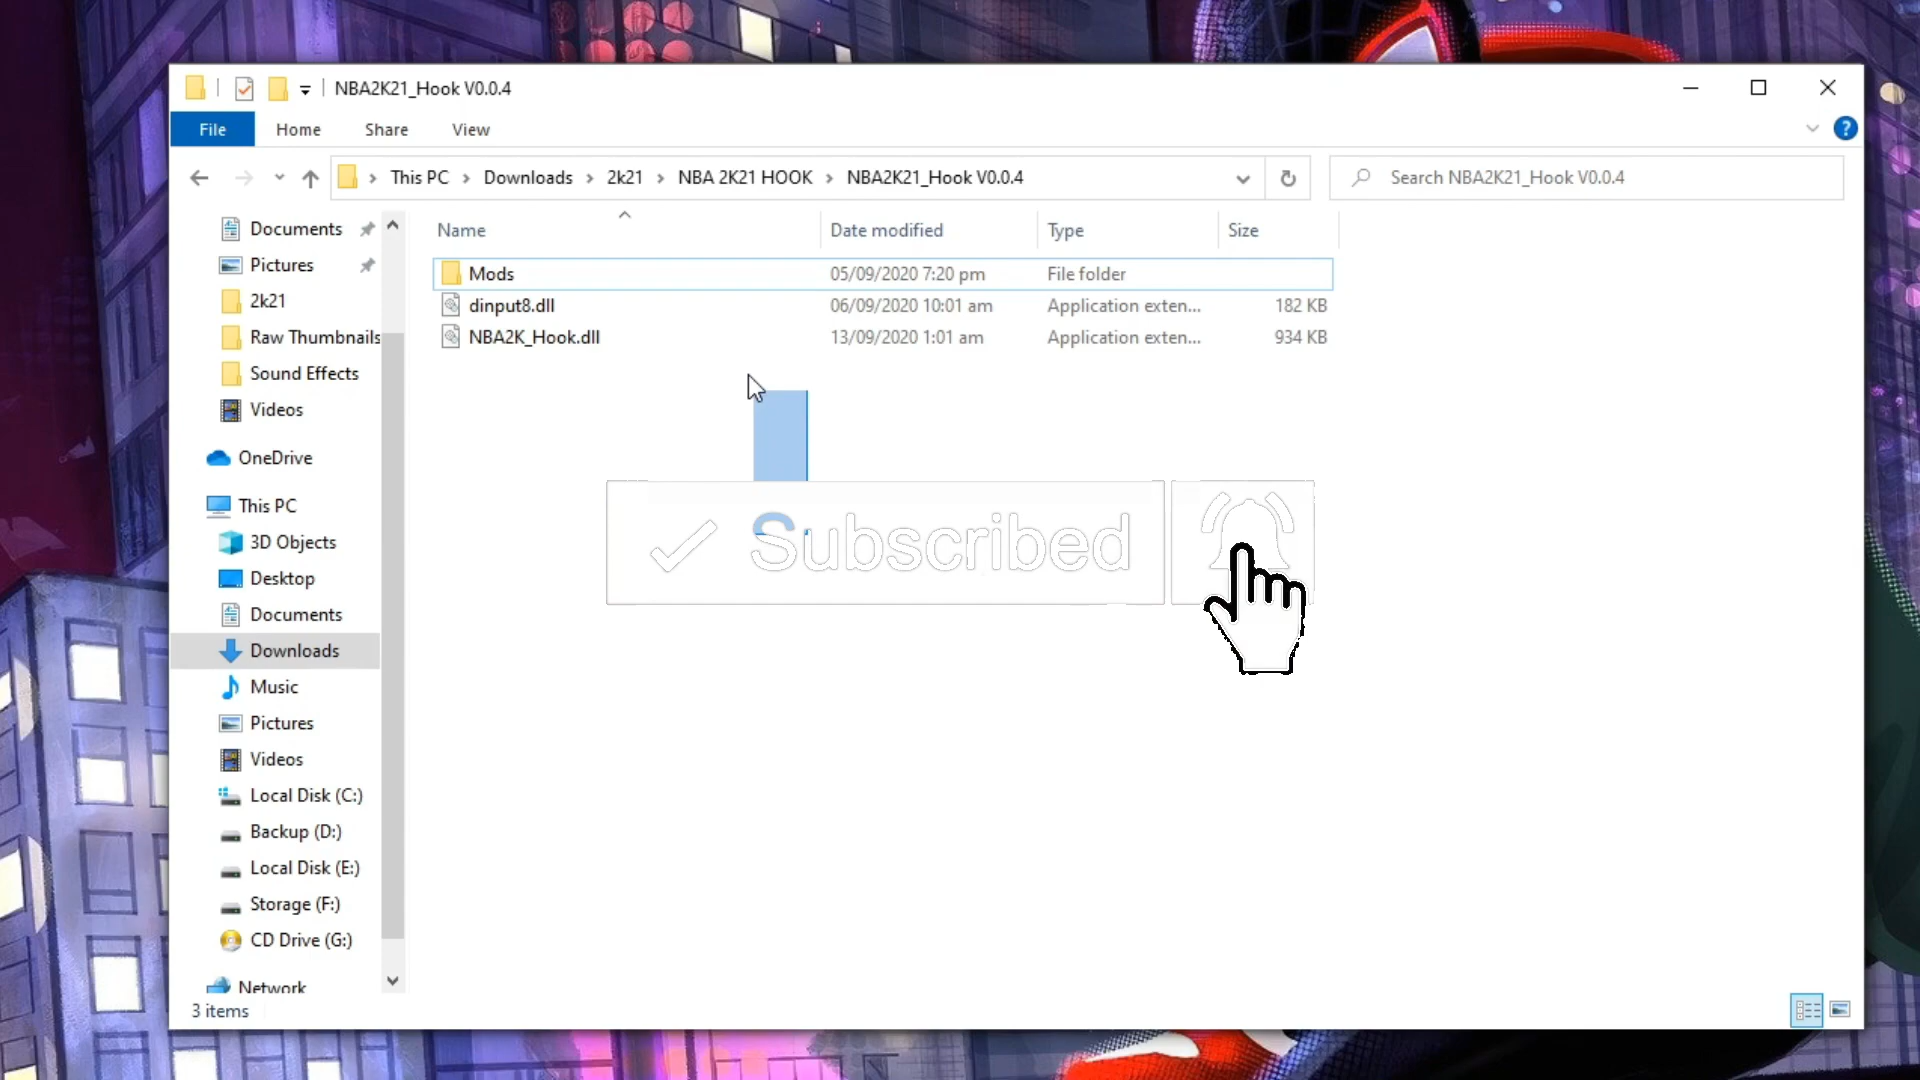 NBA2K21_Hook V0.0.4
File Home Share View ?
This PC > Downloads > 2k21 > NBA 2K21 HOOK > NBA2K21_Hook V0.0.4
Search NBA2K21_Hook V0.0.4
Name Date modified Type Size
Mods 05/09/2020 7:20 pm File folder
dinput8.dll 06/09/2020 10:01 am Application exten... 182 KB
NBA2K_Hook.dll 13/09/2020 1:01 am Application exten... 934 KB
Documents
Pictures
2k21
Raw Thumbnails
Sound Effects
Videos
OneDrive
This PC
3D Objects
Desktop
Documents
Downloads
Music
Pictures
Videos
Local Disk (C:)
Backup (D:)
Local Disk (E:)
Storage (F:)
CD Drive (G:)
Network
Subscribed
3 items